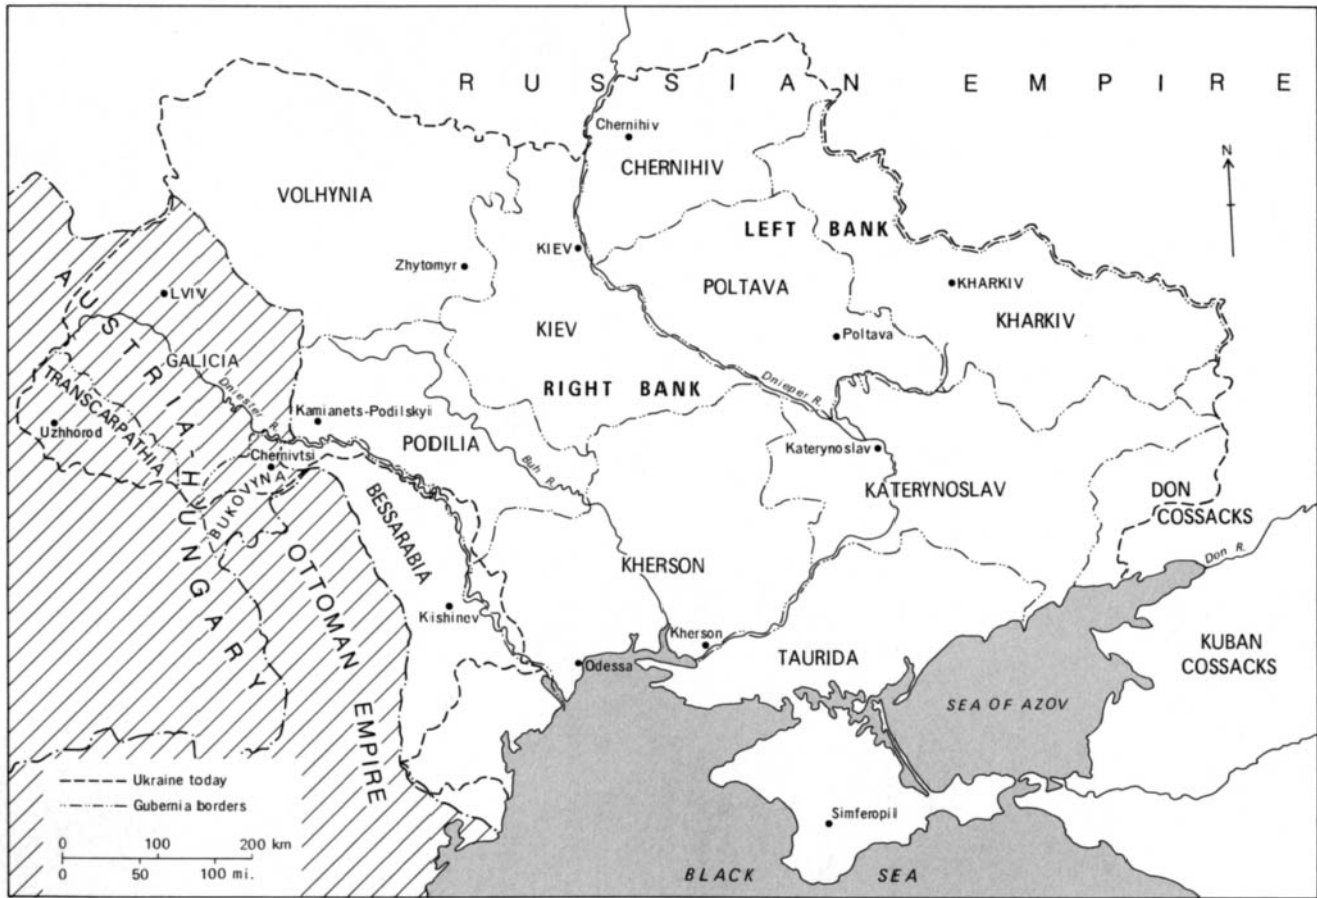 RUSSIAN EMPIRE
Chernihiv
CHERNIHIV
N
VOLHYNIA
LEFT BANK
KIEV
Zhytomyr
POLTAVA
KHARKIV
LVIV
KHARKIV
KIEV
Poltava
AUSTRIA-HUNGARY
GALICIA
TRANSCARPATHIA
Dniester R.
RIGHT BANK
Dnieper R.
Kamianets-Podilskyii
Uzhhorod
PODILIA
Chernivtsi
Katerynoslav
BUKOVYNA
Buh R.
KATERYNOSLAV
DON
COSSACKS
BESSARABIA
OTTOMAN EMPIRE
Don R.
KHERSON
Kishinev
Kherson
Odessa
TAURIDA
KUBAN
COSSACKS
SEA OF AZOV
Simferopil
BLACK SEA
Ukraine today
Gubernia borders
0 100 200 km
0 50 100 mi.